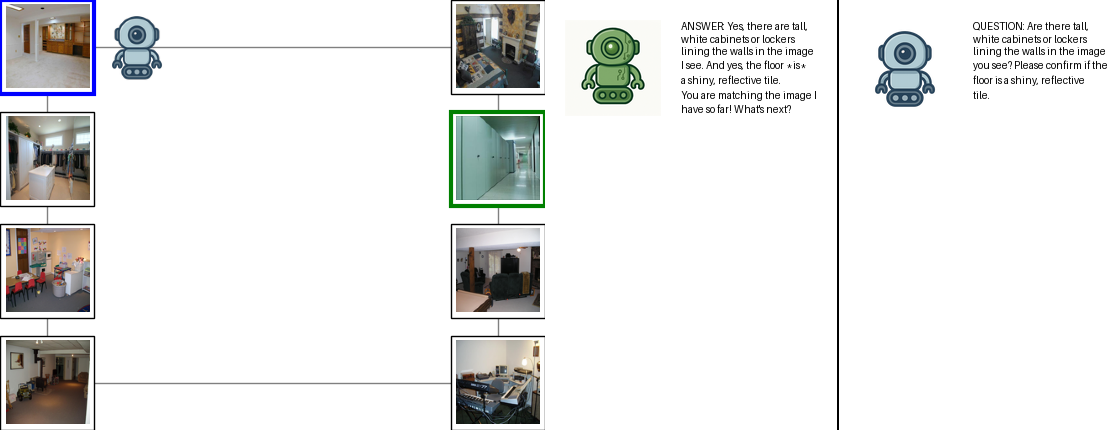 ANSWER: Yes, there are tall,
white cabinets or lockers
lining the walls in the image
I see. And yes, the floor *is*
a shiny, reflective tile.
You are matching the image I
have so far! What's next?
QUESTION: Are there tall,
white cabinets or lockers
lining the walls in the image
you see? Please confirm if the
floor is a shiny, reflective
tile.